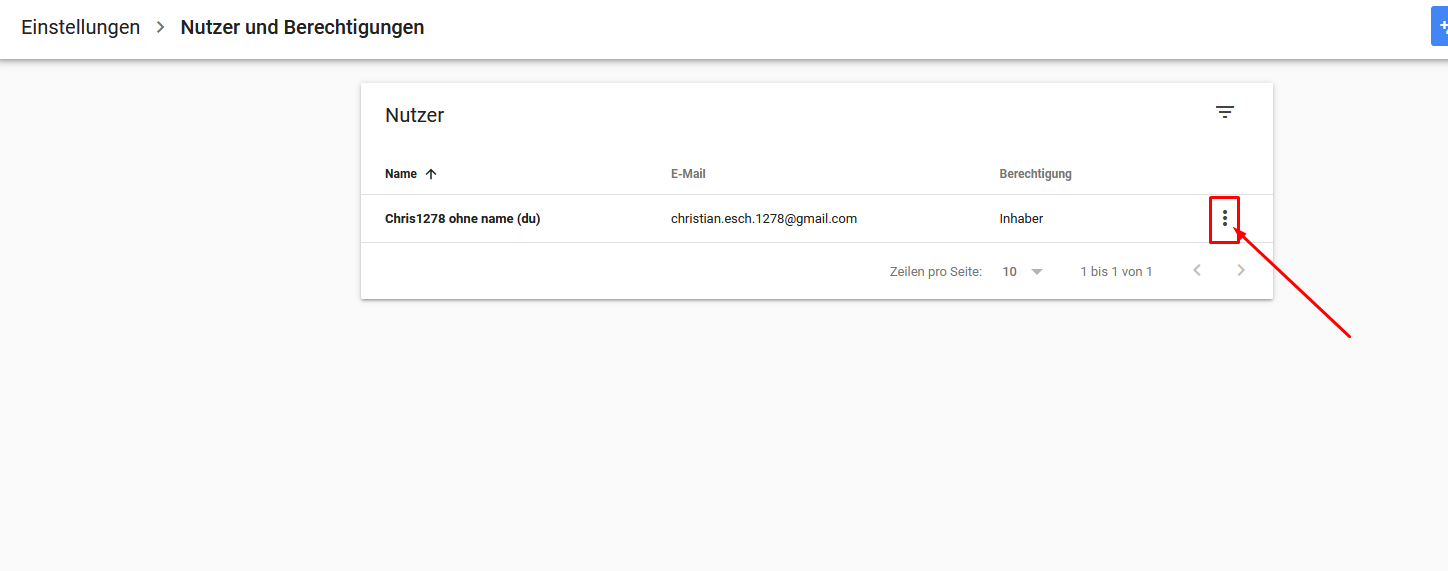 Einstellungen > Nutzer und Berechtigungen
Nutzer
Name E-Mail Berechtigung
Chris1278 ohne name (du) christian.esch.1278@gmail.com Inhaber
Zeilen pro Seite: 10 1 bis 1 von 1